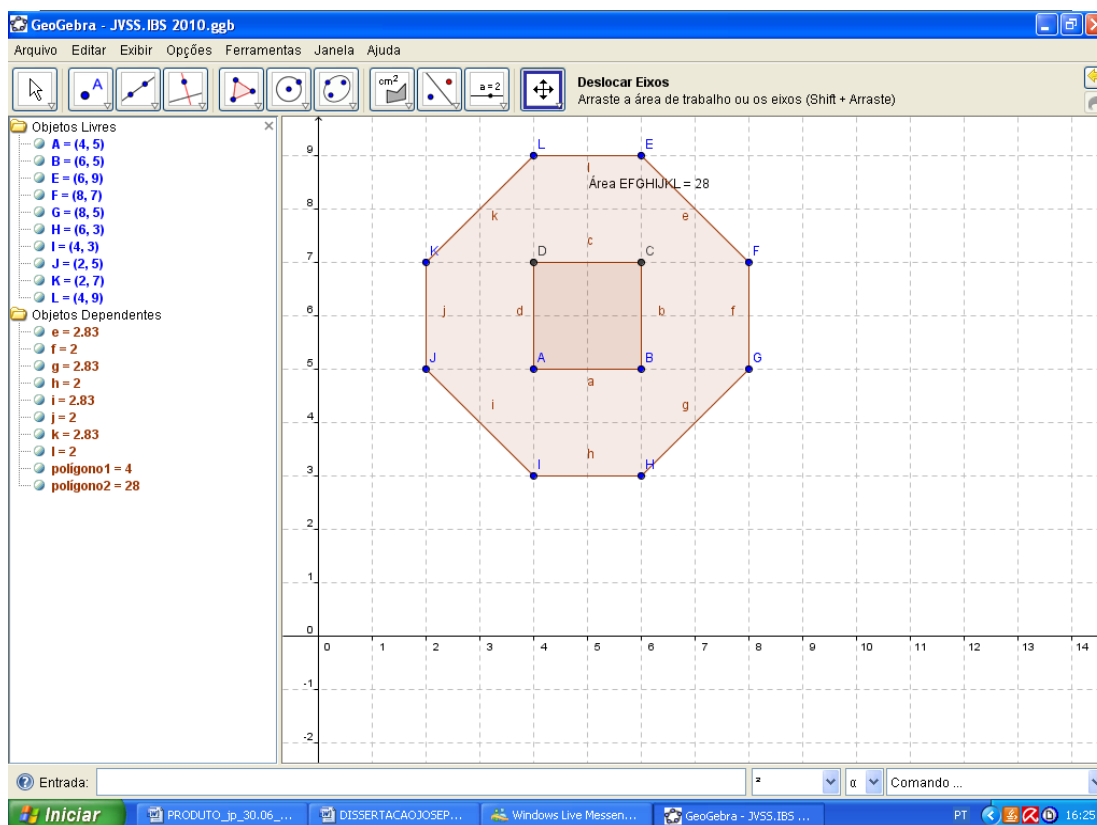 GeoGebra - JVSS.IBS 2010.ggb
Arquivo Editar Exibir Opções Ferramentas Janela Ajuda
A
cm²
a=2
Deslocar Eixos
Arraste a área de trabalho ou os eixos (Shift + Arraste)
Objetos Livres
A = (4, 5)
B = (6, 5)
E = (6, 9)
F = (8, 7)
G = (8, 5)
H = (6, 3)
I = (4, 3)
J = (2, 5)
K = (2, 7)
L = (4, 9)
Objetos Dependentes
e = 2.83
f = 2
g = 2.83
h = 2
i = 2.83
j = 2
k = 2.83
l = 2
polígono1 = 4
polígono2 = 28
L E
9
l
Área EFGHIJKL = 28
8
k e
c
K D C F
7
6
j d b f
J A B G
5
a
i g
4
h
I H
3
2
1
0
0 1 2 3 4 5 6 7 8 9 10 11 12 13 14
-1
-2
Entrada: ² α Comando ...
Iniciar PRODUTO_jp_30.06_... DISSERTACAOJOSEP... Windows Live Messen... GeoGebra - JVSS.IBS ... PT 16:25